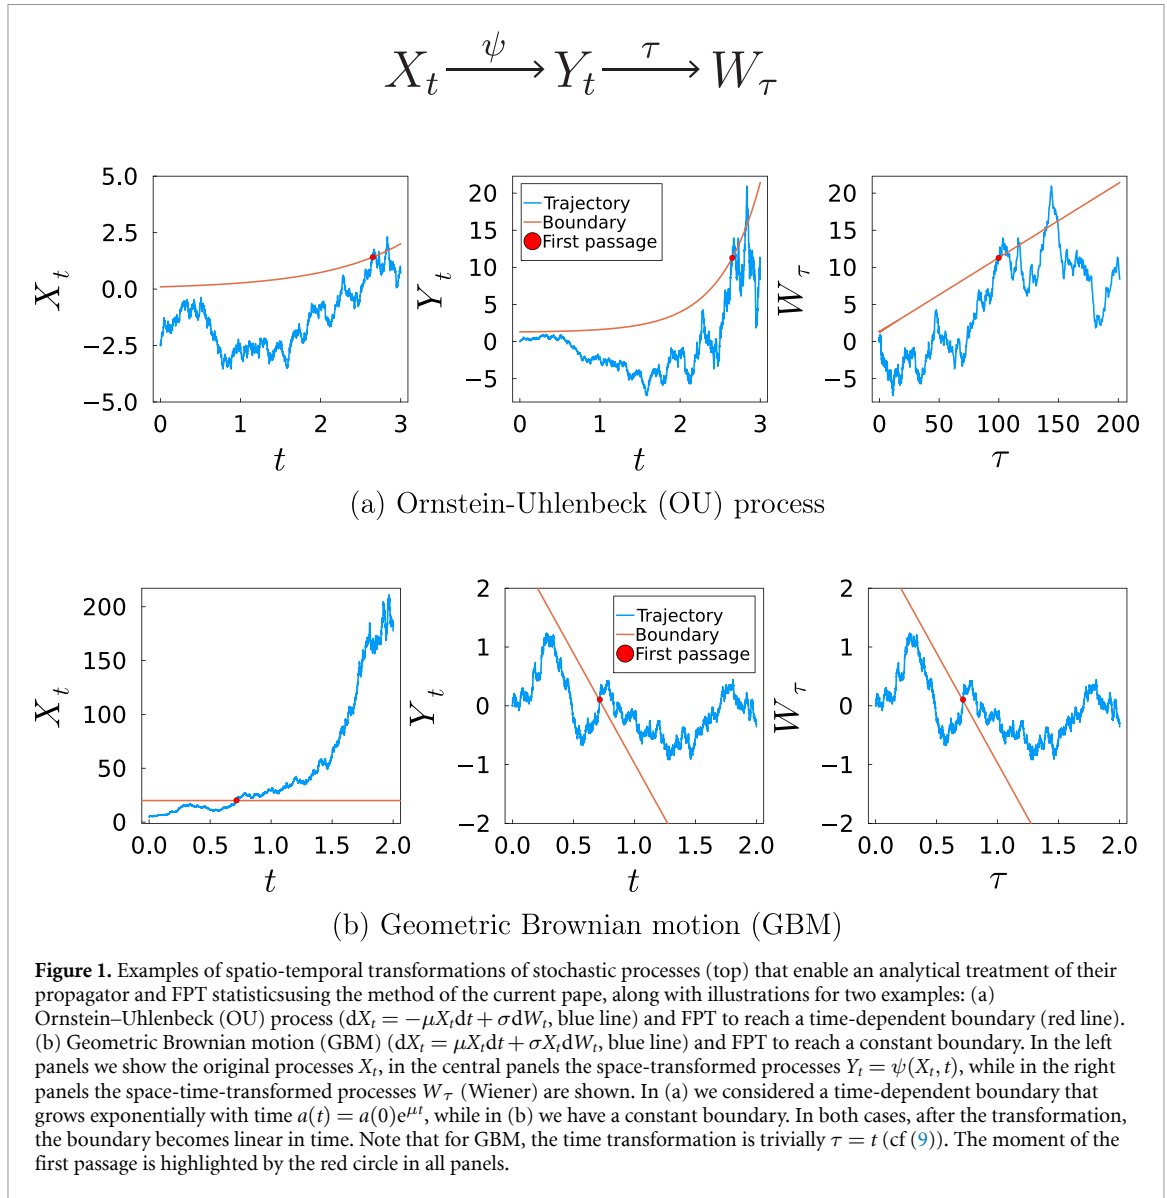 X_t ψ Y_t τ W_τ
5.0
2.5
0.0
−2.5
−5.0
X_t
0 1 2 3
t
20
15
10
5
0
−5
Y_t
Trajectory
Boundary
First passage
0 1 2 3
t
20
15
10
5
0
−5
W_τ
0 50 100 150 200
τ
(a) Ornstein-Uhlenbeck (OU) process
200
150
100
50
0
X_t
0.0 0.5 1.0 1.5 2.0
t
2
1
0
−1
−2
Y_t
Trajectory
Boundary
First passage
0.0 0.5 1.0 1.5 2.0
t
2
1
0
−1
−2
W_τ
0.0 0.5 1.0 1.5 2.0
τ
(b) Geometric Brownian motion (GBM)
Figure 1. Examples of spatio-temporal transformations of stochastic processes (top) that enable an analytical treatment of their
propagator and FPT statisticsusing the method of the current pape, along with illustrations for two examples: (a)
Ornstein–Uhlenbeck (OU) process (dX_t = −μX_tdt + σdW_t, blue line) and FPT to reach a time-dependent boundary (red line).
(b) Geometric Brownian motion (GBM) (dX_t = μX_tdt + σX_tdW_t, blue line) and FPT to reach a constant boundary. In the left
panels we show the original processes X_t, in the central panels the space-transformed processes Y_t = ψ(X_t, t), while in the right
panels the space-time-transformed processes W_τ (Wiener) are shown. In (a) we considered a time-dependent boundary that
grows exponentially with time a(t) = a(0)e^{μt}, while in (b) we have a constant boundary. In both cases, after the transformation,
the boundary becomes linear in time. Note that for GBM, the time transformation is trivially τ = t (cf (9)). The moment of the
first passage is highlighted by the red circle in all panels.